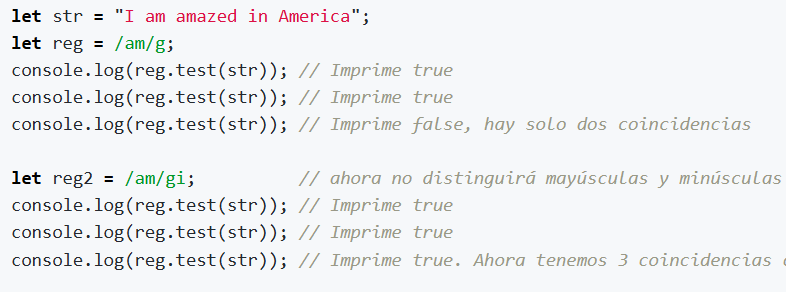 let str = "I am amazed in America";
let reg = /am/g;
console.log(reg.test(str)); // Imprime true
console.log(reg.test(str)); // Imprime true
console.log(reg.test(str)); // Imprime false, hay solo dos coincidencias
let reg2 = /am/gi; // ahora no distinguirá mayúsculas y minúsculas
console.log(reg.test(str)); // Imprime true
console.log(reg.test(str)); // Imprime true
console.log(reg.test(str)); // Imprime true. Ahora tenemos 3 coincidencias